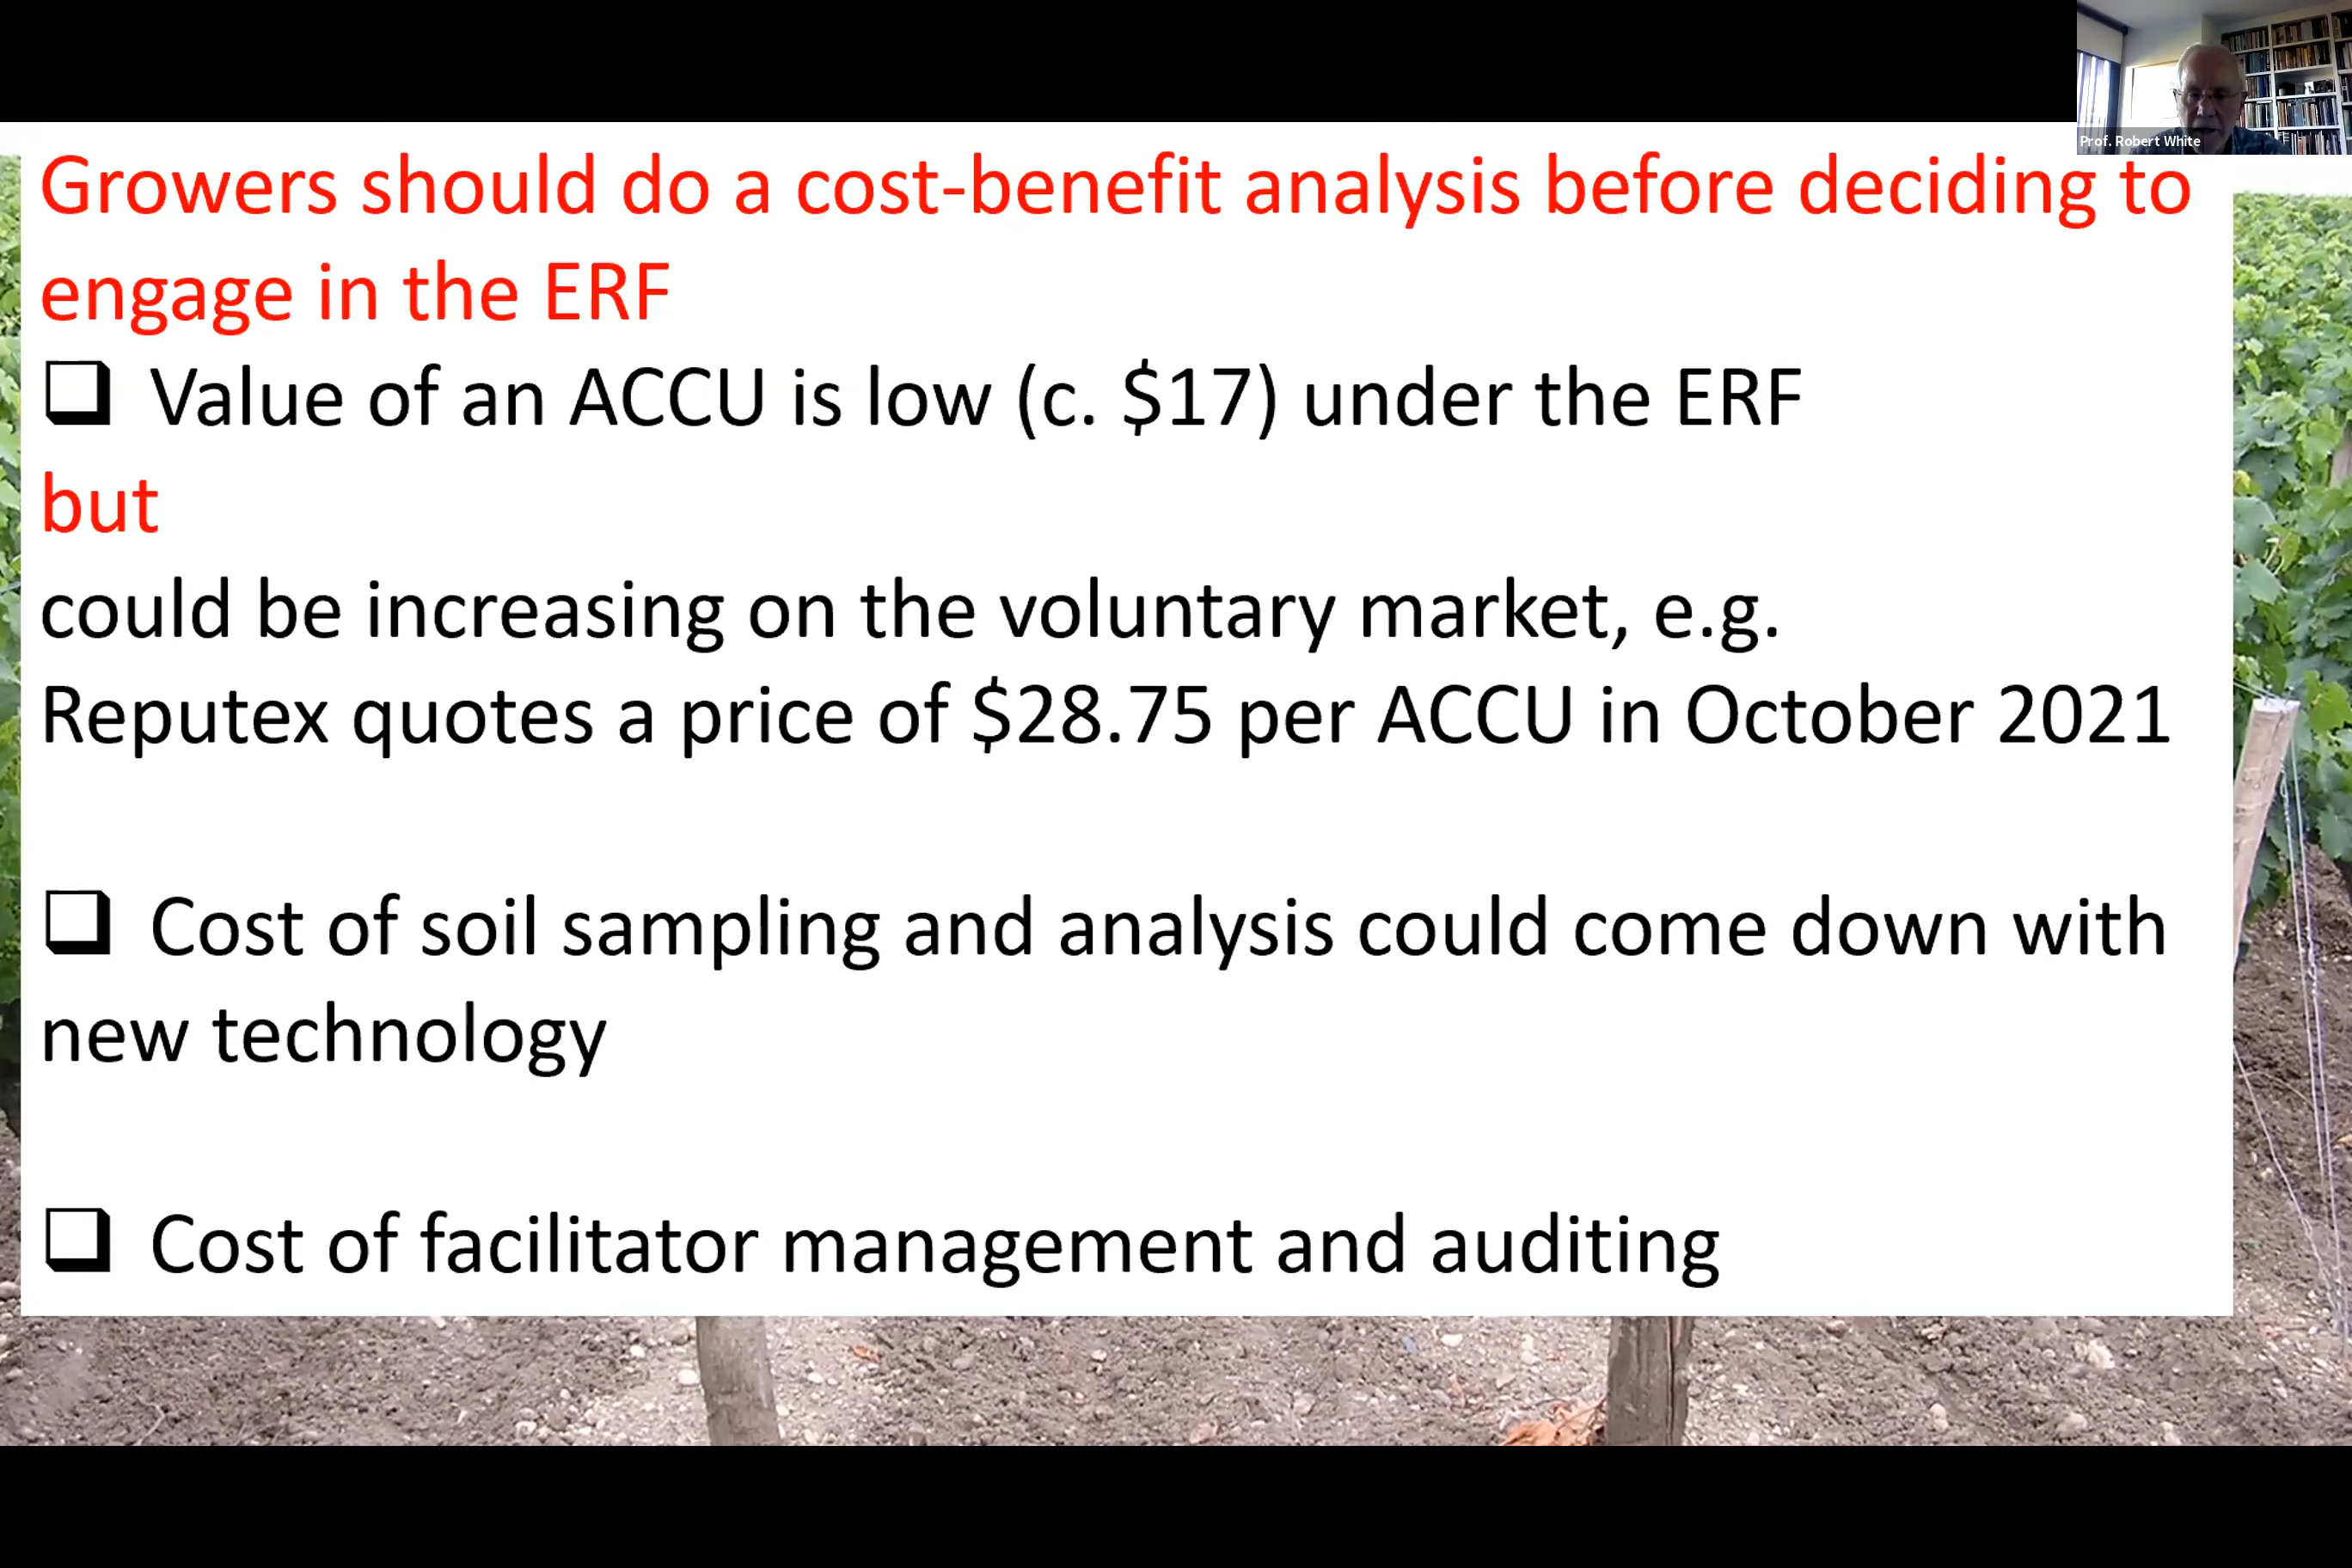 Prof. Robert White
Growers should do a cost-benefit analysis before deciding to
engage in the ERF
❑ Value of an ACCU is low (c. $17) under the ERF
but
could be increasing on the voluntary market, e.g.
Reputex quotes a price of $28.75 per ACCU in October 2021
❑ Cost of soil sampling and analysis could come down with
new technology
❑ Cost of facilitator management and auditing